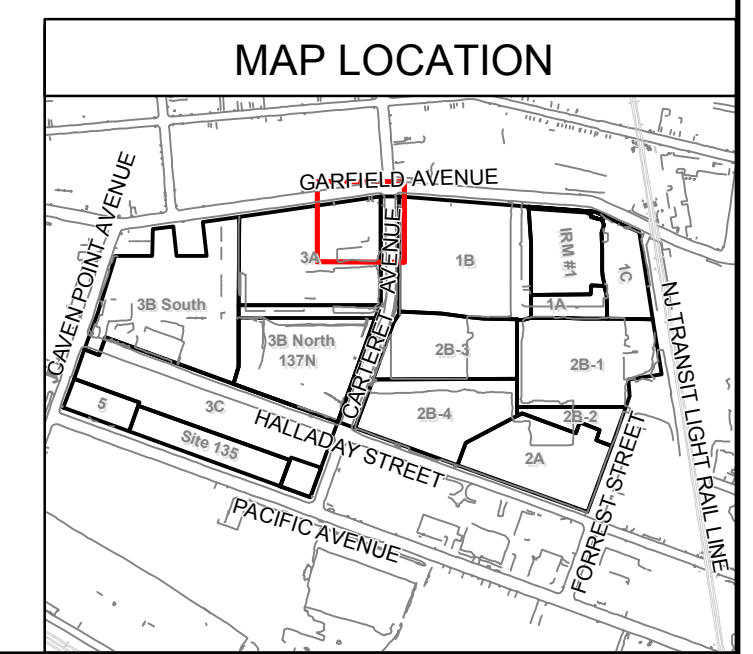 MAP LOCATION
GARFIELD AVENUE
CAVEN POINT AVENUE
CARTERET AVENUE
3A
1B
IRM #1
1C
1A
NJ TRANSIT LIGHT RAIL LINE
3B South
3B North
137N
2B-3
2B-1
5
3C
HALLADAY STREET
2B-4
2B-2
Site 135
2A
FORREST STREET
PACIFIC AVENUE